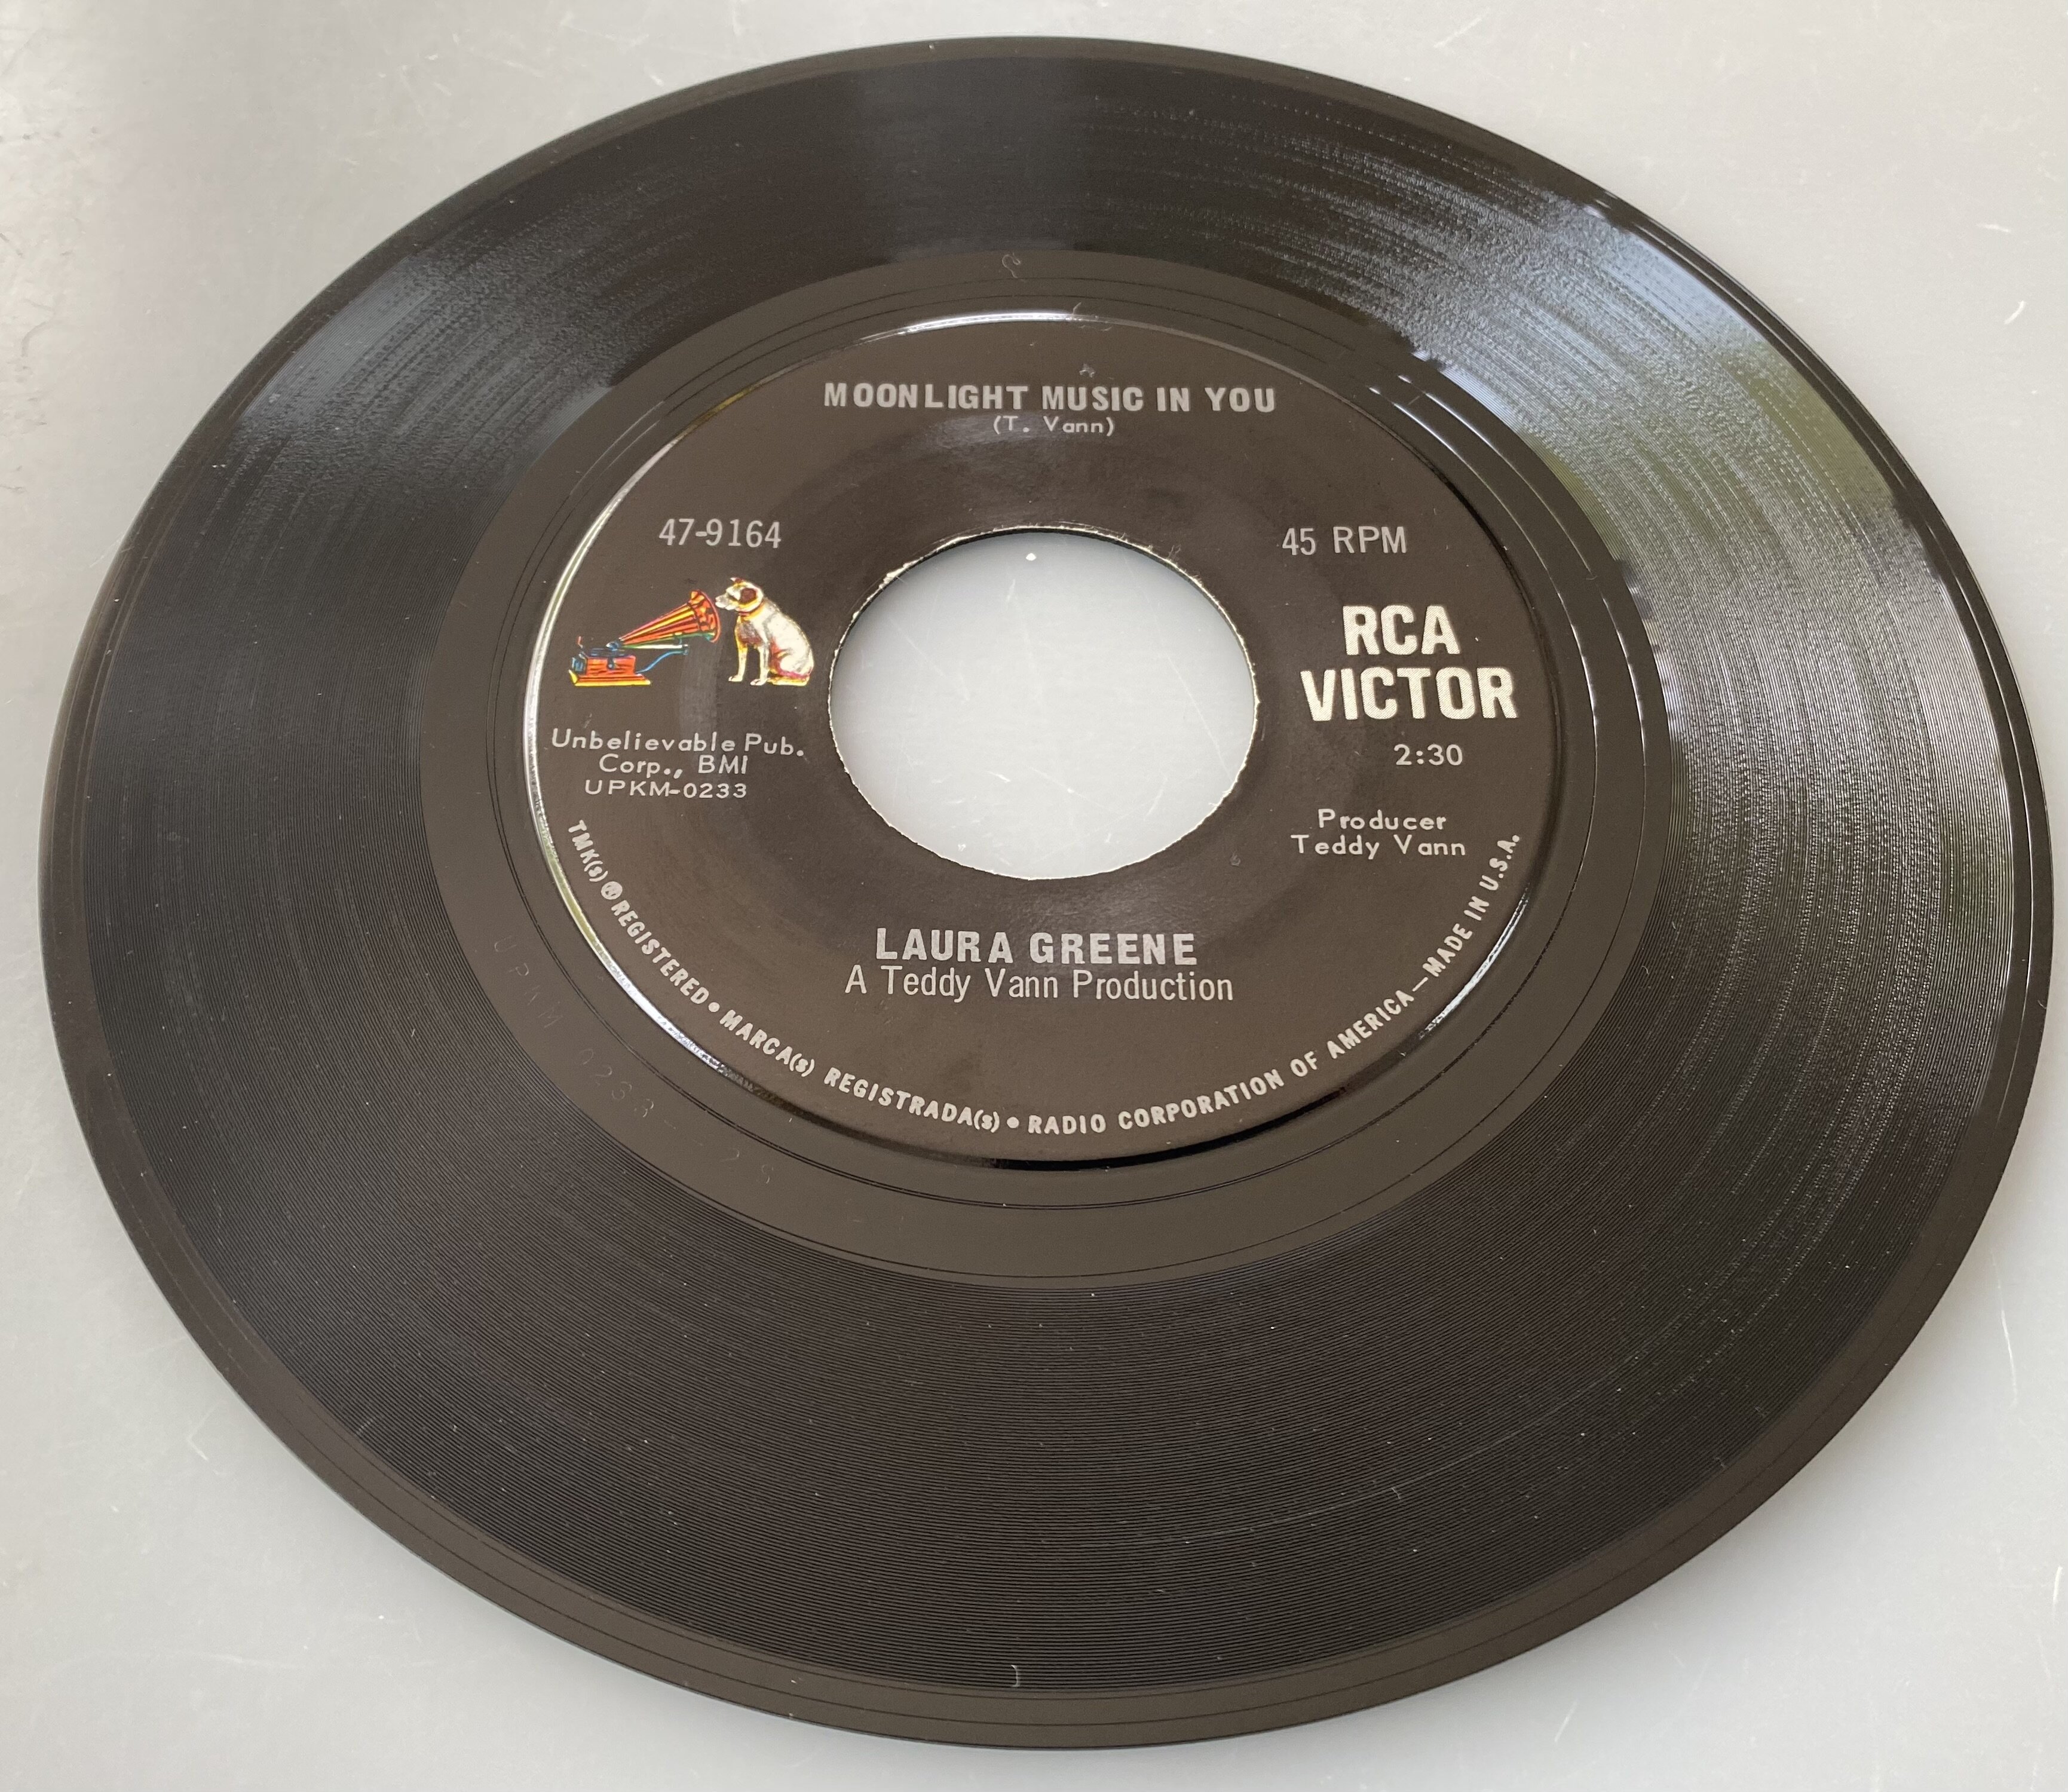 MOONLIGHT MUSIC IN YOU
(T. Vann)
47-9164
45 RPM
RCA
VICTOR
Unbelievable Pub.
Corp., BMI
UPKM-0233
2:30
Producer
Teddy Vann
LAURA GREENE
A Teddy Vann Production
TMK(s) ® REGISTERED • MARCA(s) REGISTRADA(s) • RADIO CORPORATION OF AMERICA—MADE IN U.S.A.